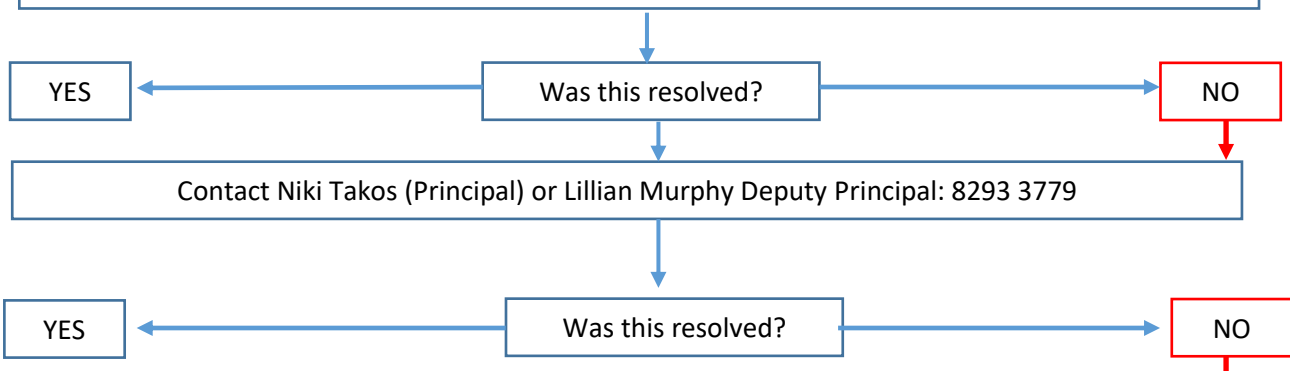 YES
Was this resolved?
NO
Contact Niki Takos (Principal) or Lillian Murphy Deputy Principal: 8293 3779
YES
Was this resolved?
NO